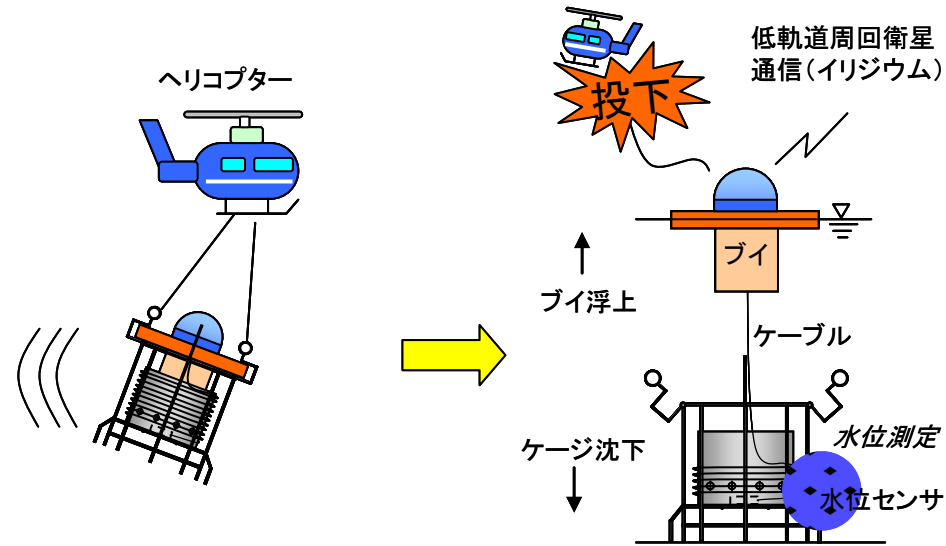 ヘリコプター
投下
低軌道周回衛星
通信(イリジウム)
ブイ
ブイ浮上
ケーブル
ケージ沈下
水位測定
水位センサ